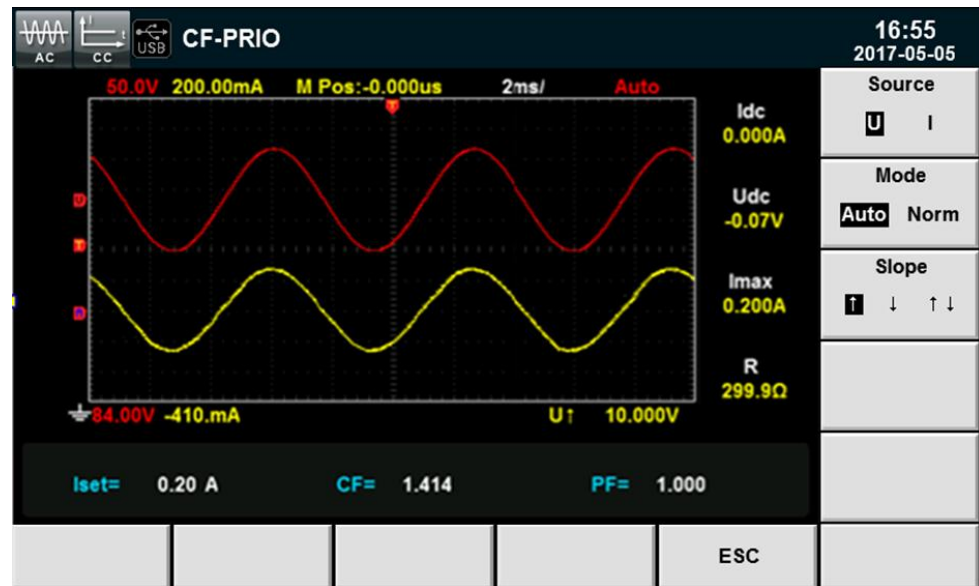 AC
I
t
CC
USB
CF-PRIO
16:55
2017-05-05
50.0V 200.00mA M Pos:-0.000us 2ms/ Auto
T
U
T
Idc
0.000A
Udc
-0.07V
Imax
0.200A
R
299.9Ω
84.00V -410.mA U↑ 10.000V
Iset= 0.20 A CF= 1.414 PF= 1.000
Source
U I
Mode
Auto Norm
Slope
↑ ↓ ↑↓
ESC